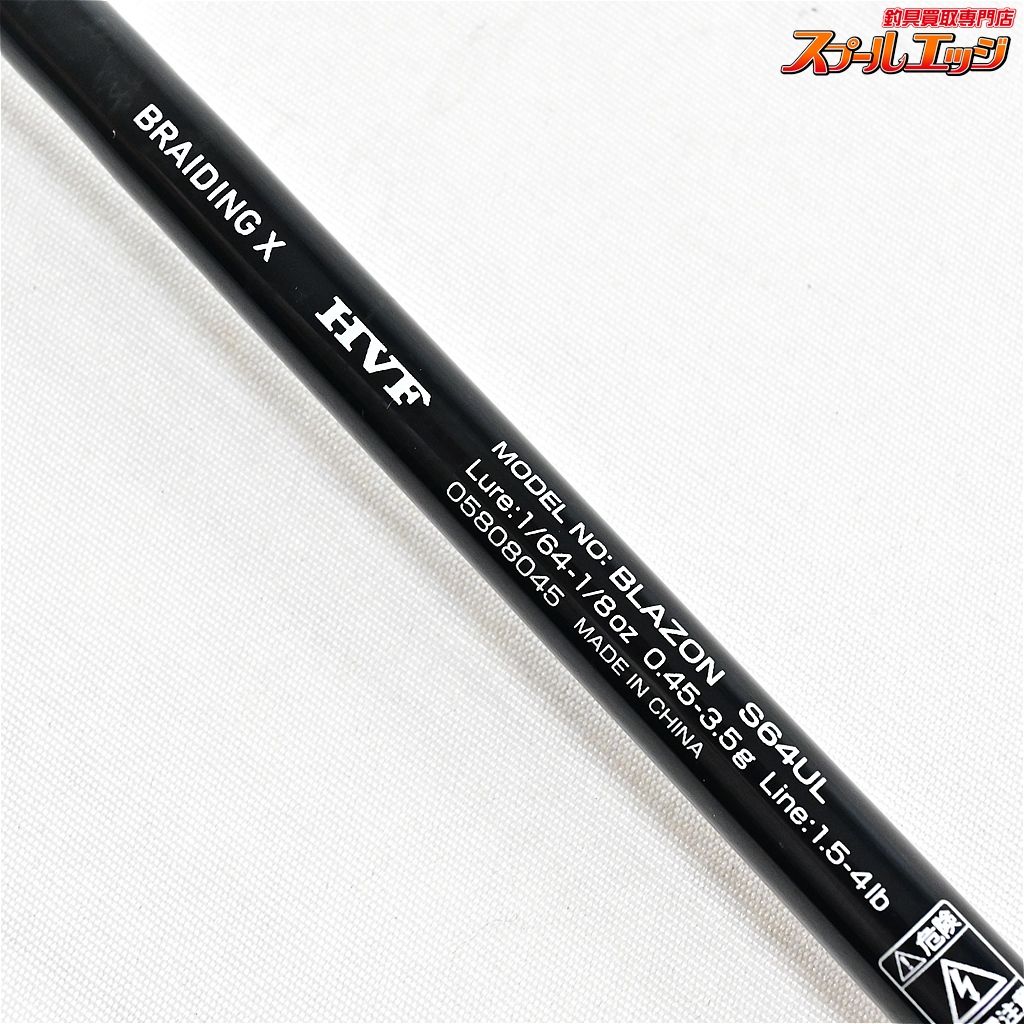 釣具買取専門店
スプールエッジ
BRAIDING X
HVF
MODEL NO: BLAZON S64UL
Lure:1/64-1/8oz 0.45-3.5g Line:1.5-4lb
05808045 MADE IN CHINA
危険